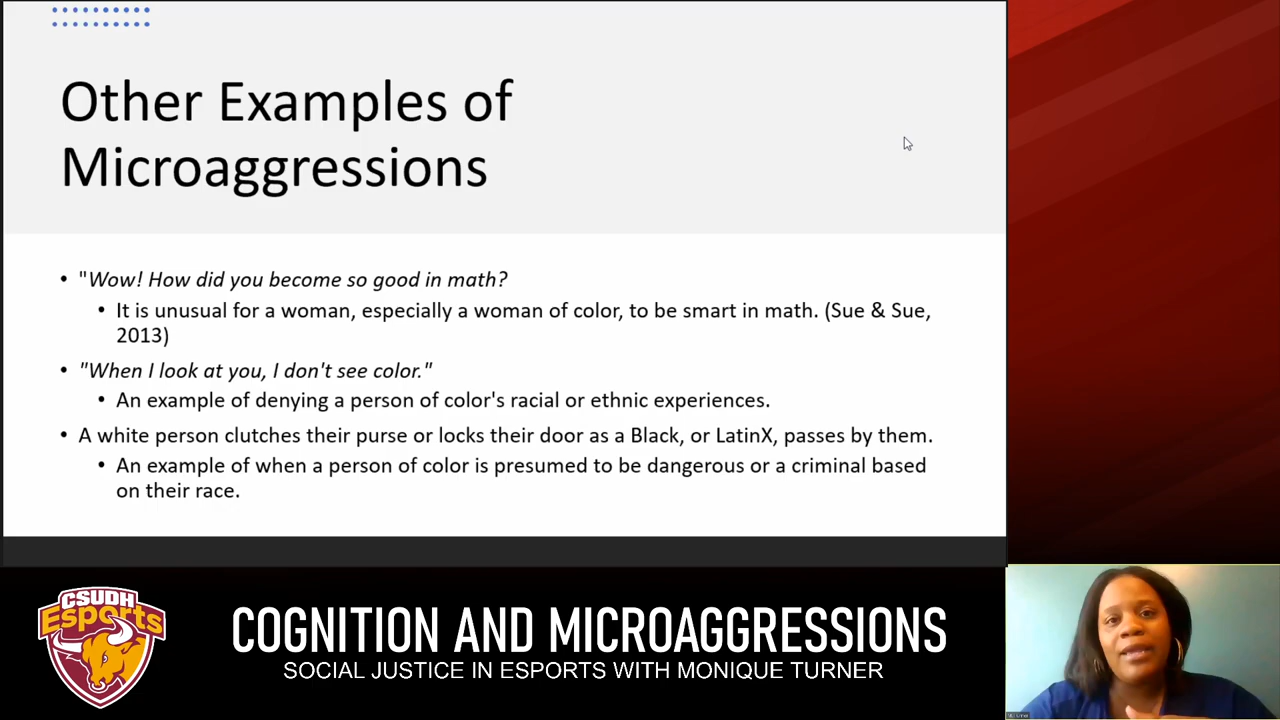 Other Examples of
Microaggressions
• "Wow! How did you become so good in math?
• It is unusual for a woman, especially a woman of color, to be smart in math. (Sue & Sue,
2013)
• "When I look at you, I don't see color."
• An example of denying a person of color's racial or ethnic experiences.
• A white person clutches their purse or locks their door as a Black, or LatinX, passes by them.
• An example of when a person of color is presumed to be dangerous or a criminal based
on their race.
CSUDH
Esports
COGNITION AND MICROAGGRESSIONS
SOCIAL JUSTICE IN ESPORTS WITH MONIQUE TURNER